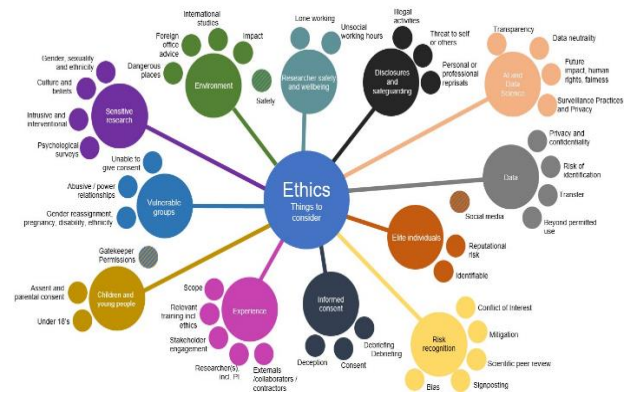 Ethics
Things to
consider
Environment
Dangerous
places
Foreign
office
advice
International
studies
Impact
Safety
Researcher safety
and wellbeing
Lone working
Unsocial
working hours
Disclosures
and
safeguarding
Illegal
activities
Threat to self
or others
Personal or
professional
reprisals
AI and Data
Science
Transparency
Data neutrality
Future
impact, human
rights, fairness
Surveillance Practices
and Privacy
Data
Privacy and
confidentiality
Risk of
identification
Transfer
Beyond permitted
use
Social media
Elite individuals
Reputational
risk
Identifiable
Risk
recognition
Conflict of Interest
Mitigation
Scientific peer review
Signposting
Bias
Informed
consent
Debriefing
Debriefing
Consent
Deception
Experience
Scope
Relevant
training incl
ethics
Stakeholder
engagement
Researcher(s),
incl. PI
Externals
/collaborators /
contractors
Children and
young people
Gatekeeper
Permissions
Assent and
parental consent
Under 18's
Vulnerable
groups
Unable to
give consent
Abusive / power
relationships
Gender reassignment,
pregnancy, disability, ethnicity
Sensitive
research
Gender, sexuality
and ethnicity
Culture and
beliefs
Intrusive and
interventional
Psychological
surveys